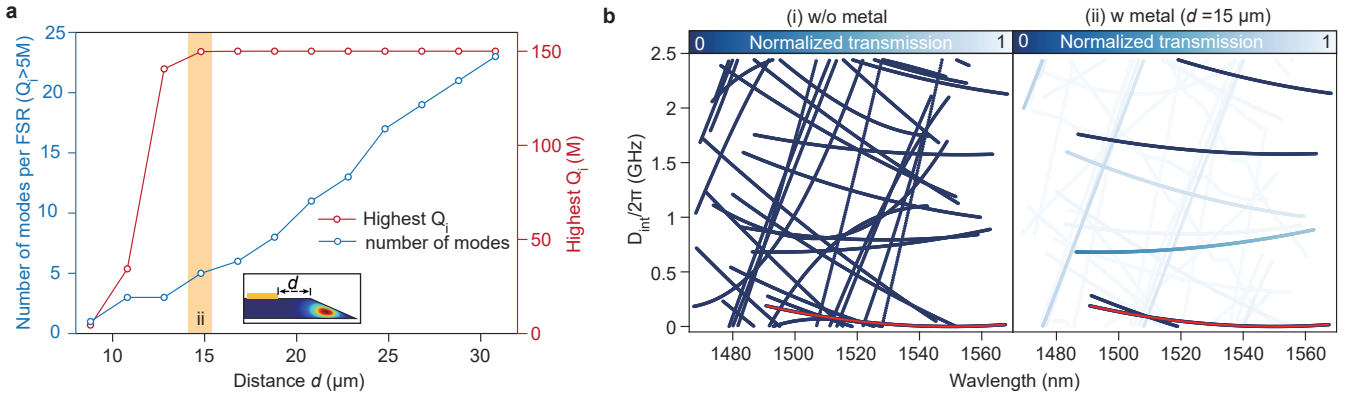 a
Number of modes per FSR (Qi>5M)
25
20
15
10
5
0
150
100
50
0
Highest Qi (M)
Highest Qi
number of modes
d
ii
10
15
20
25
30
Distance d (μm)
b
(i) w/o metal
(ii) w metal (d =15 μm)
0 Normalized transmission 1
0 Normalized transmission 1
Dint/2π (GHz)
2.5
2
1.5
1
0.5
0
1480
1500
1520
1540
1560
1480
1500
1520
1540
1560
Wavlength (nm)